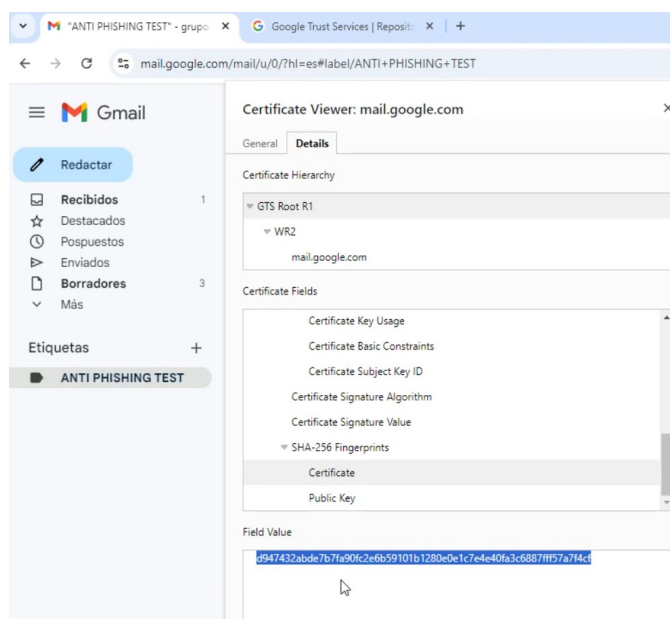 "ANTI PHISHING TEST" - grupo
Google Trust Services | Reposito
mail.google.com/mail/u/0/?hl=es#label/ANTI+PHISHING+TEST
Gmail
Redactar
Recibidos 1
Destacados
Pospuestos
Enviados
Borradores 3
Más
Etiquetas
ANTI PHISHING TEST
Certificate Viewer: mail.google.com
General Details
Certificate Hierarchy
GTS Root R1
WR2
mail.google.com
Certificate Fields
Certificate Key Usage
Certificate Basic Constraints
Certificate Subject Key ID
Certificate Signature Algorithm
Certificate Signature Value
SHA-256 Fingerprints
Certificate
Public Key
Field Value
d947432abde7b7fa90fc2e6b59101b1280e0e1c7e4e40fa3c6887fff57a7f4cf